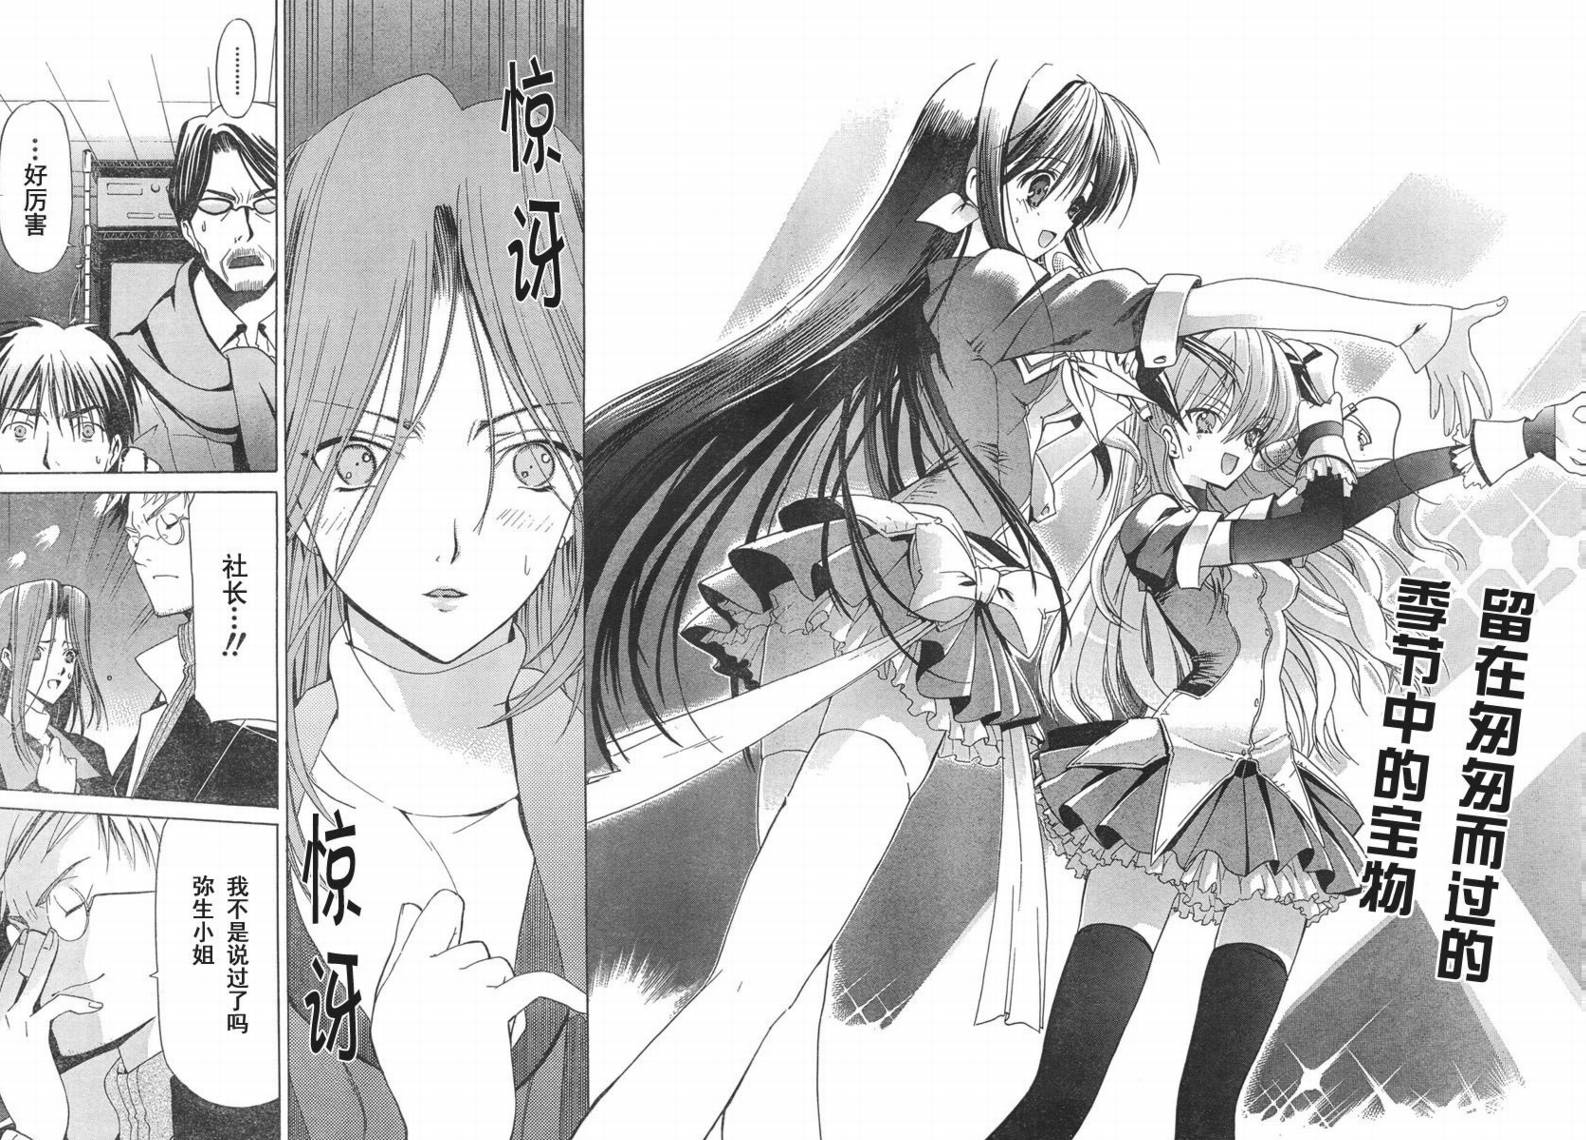 留在匆匆而过的
季节中的宝物
惊讶
惊讶
………
…好厉害
社长…!!
我不是说过了吗
弥生小姐